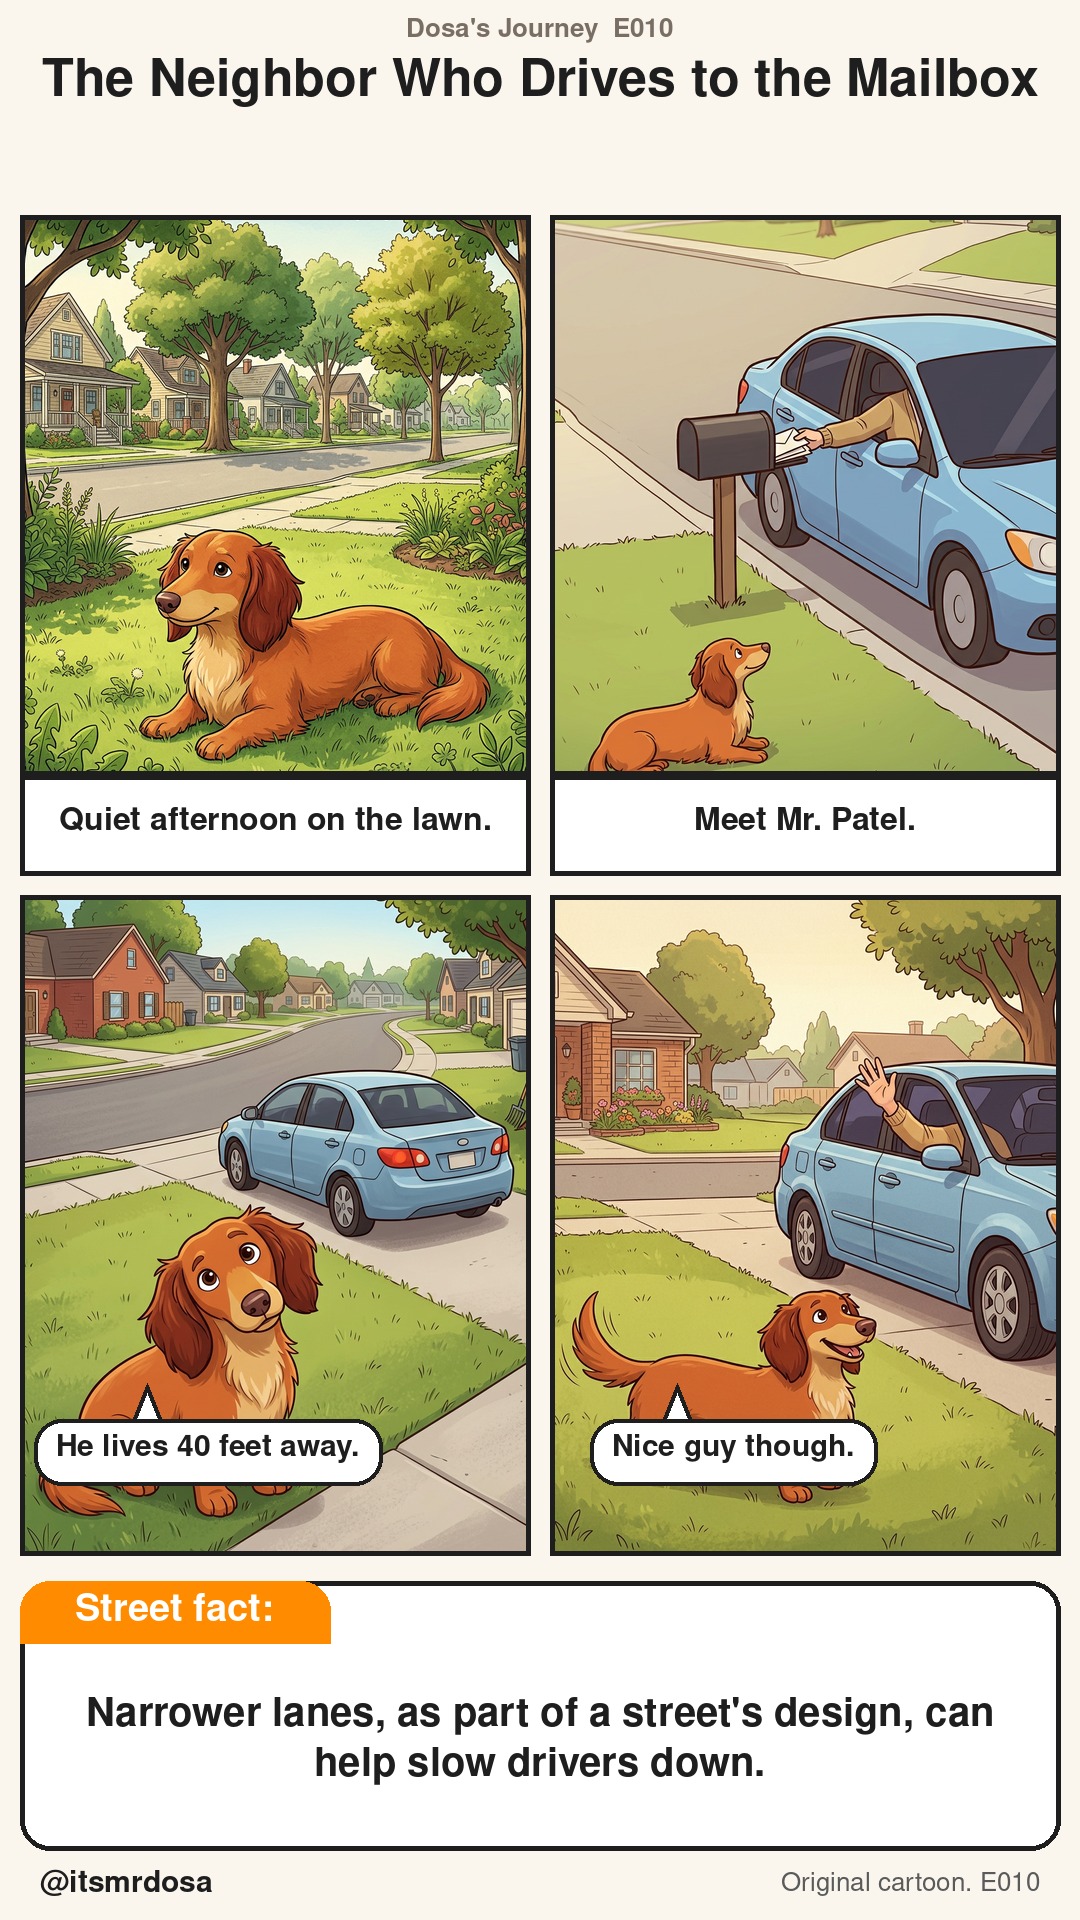 Dosa's Journey  E010
The Neighbor Who Drives to the Mailbox
Quiet afternoon on the lawn.
Meet Mr. Patel.
He lives 40 feet away.
Nice guy though.
Street fact:
Narrower lanes, as part of a street's design, can
help slow drivers down.
@itsmrdosa
Original cartoon. E010